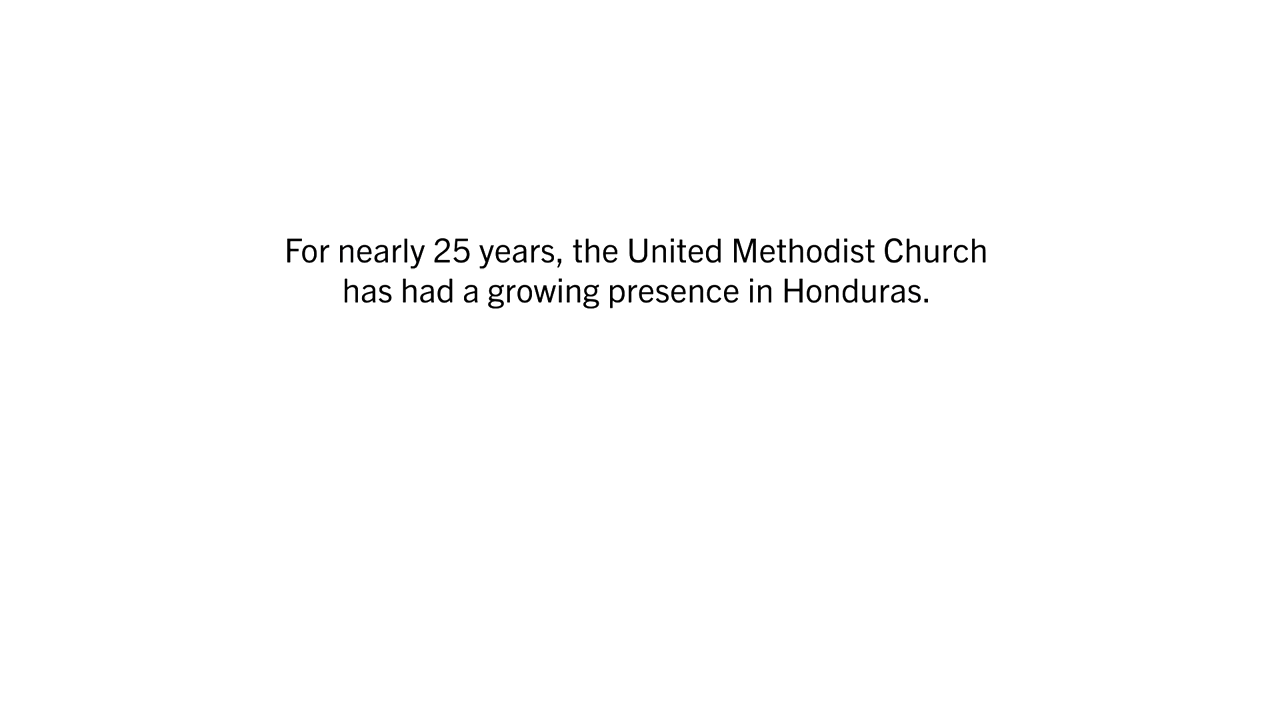 For nearly 25 years, the United Methodist Church
has had a growing presence in Honduras.